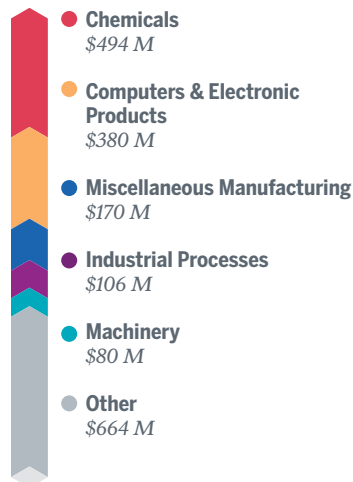 Chemicals
$494 M
Computers & Electronic
Products
$380 M
Miscellaneous Manufacturing
$170 M
Industrial Processes
$106 M
Machinery
$80 M
Other
$664 M